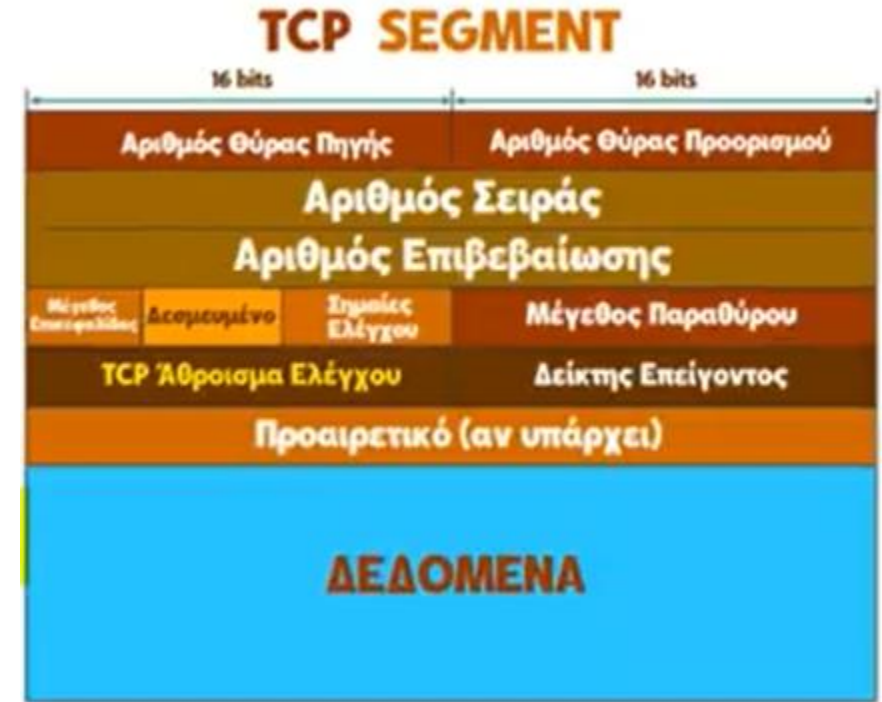 TCP SEGMENT
16 bits 16 bits
Αριθμός Θύρας Πηγής Αριθμός Θύρας Προορισμού
Αριθμός Σειράς
Αριθμός Επιβεβαίωσης
Μέγεθος Επικεφαλίδας Δεσμευμένο Σημαίες Ελέγχου Μέγεθος Παραθύρου
TCP Άθροισμα Ελέγχου Δείκτης Επείγοντος
Προαιρετικό (αν υπάρχει)
ΔΕΔΟΜΕΝΑ